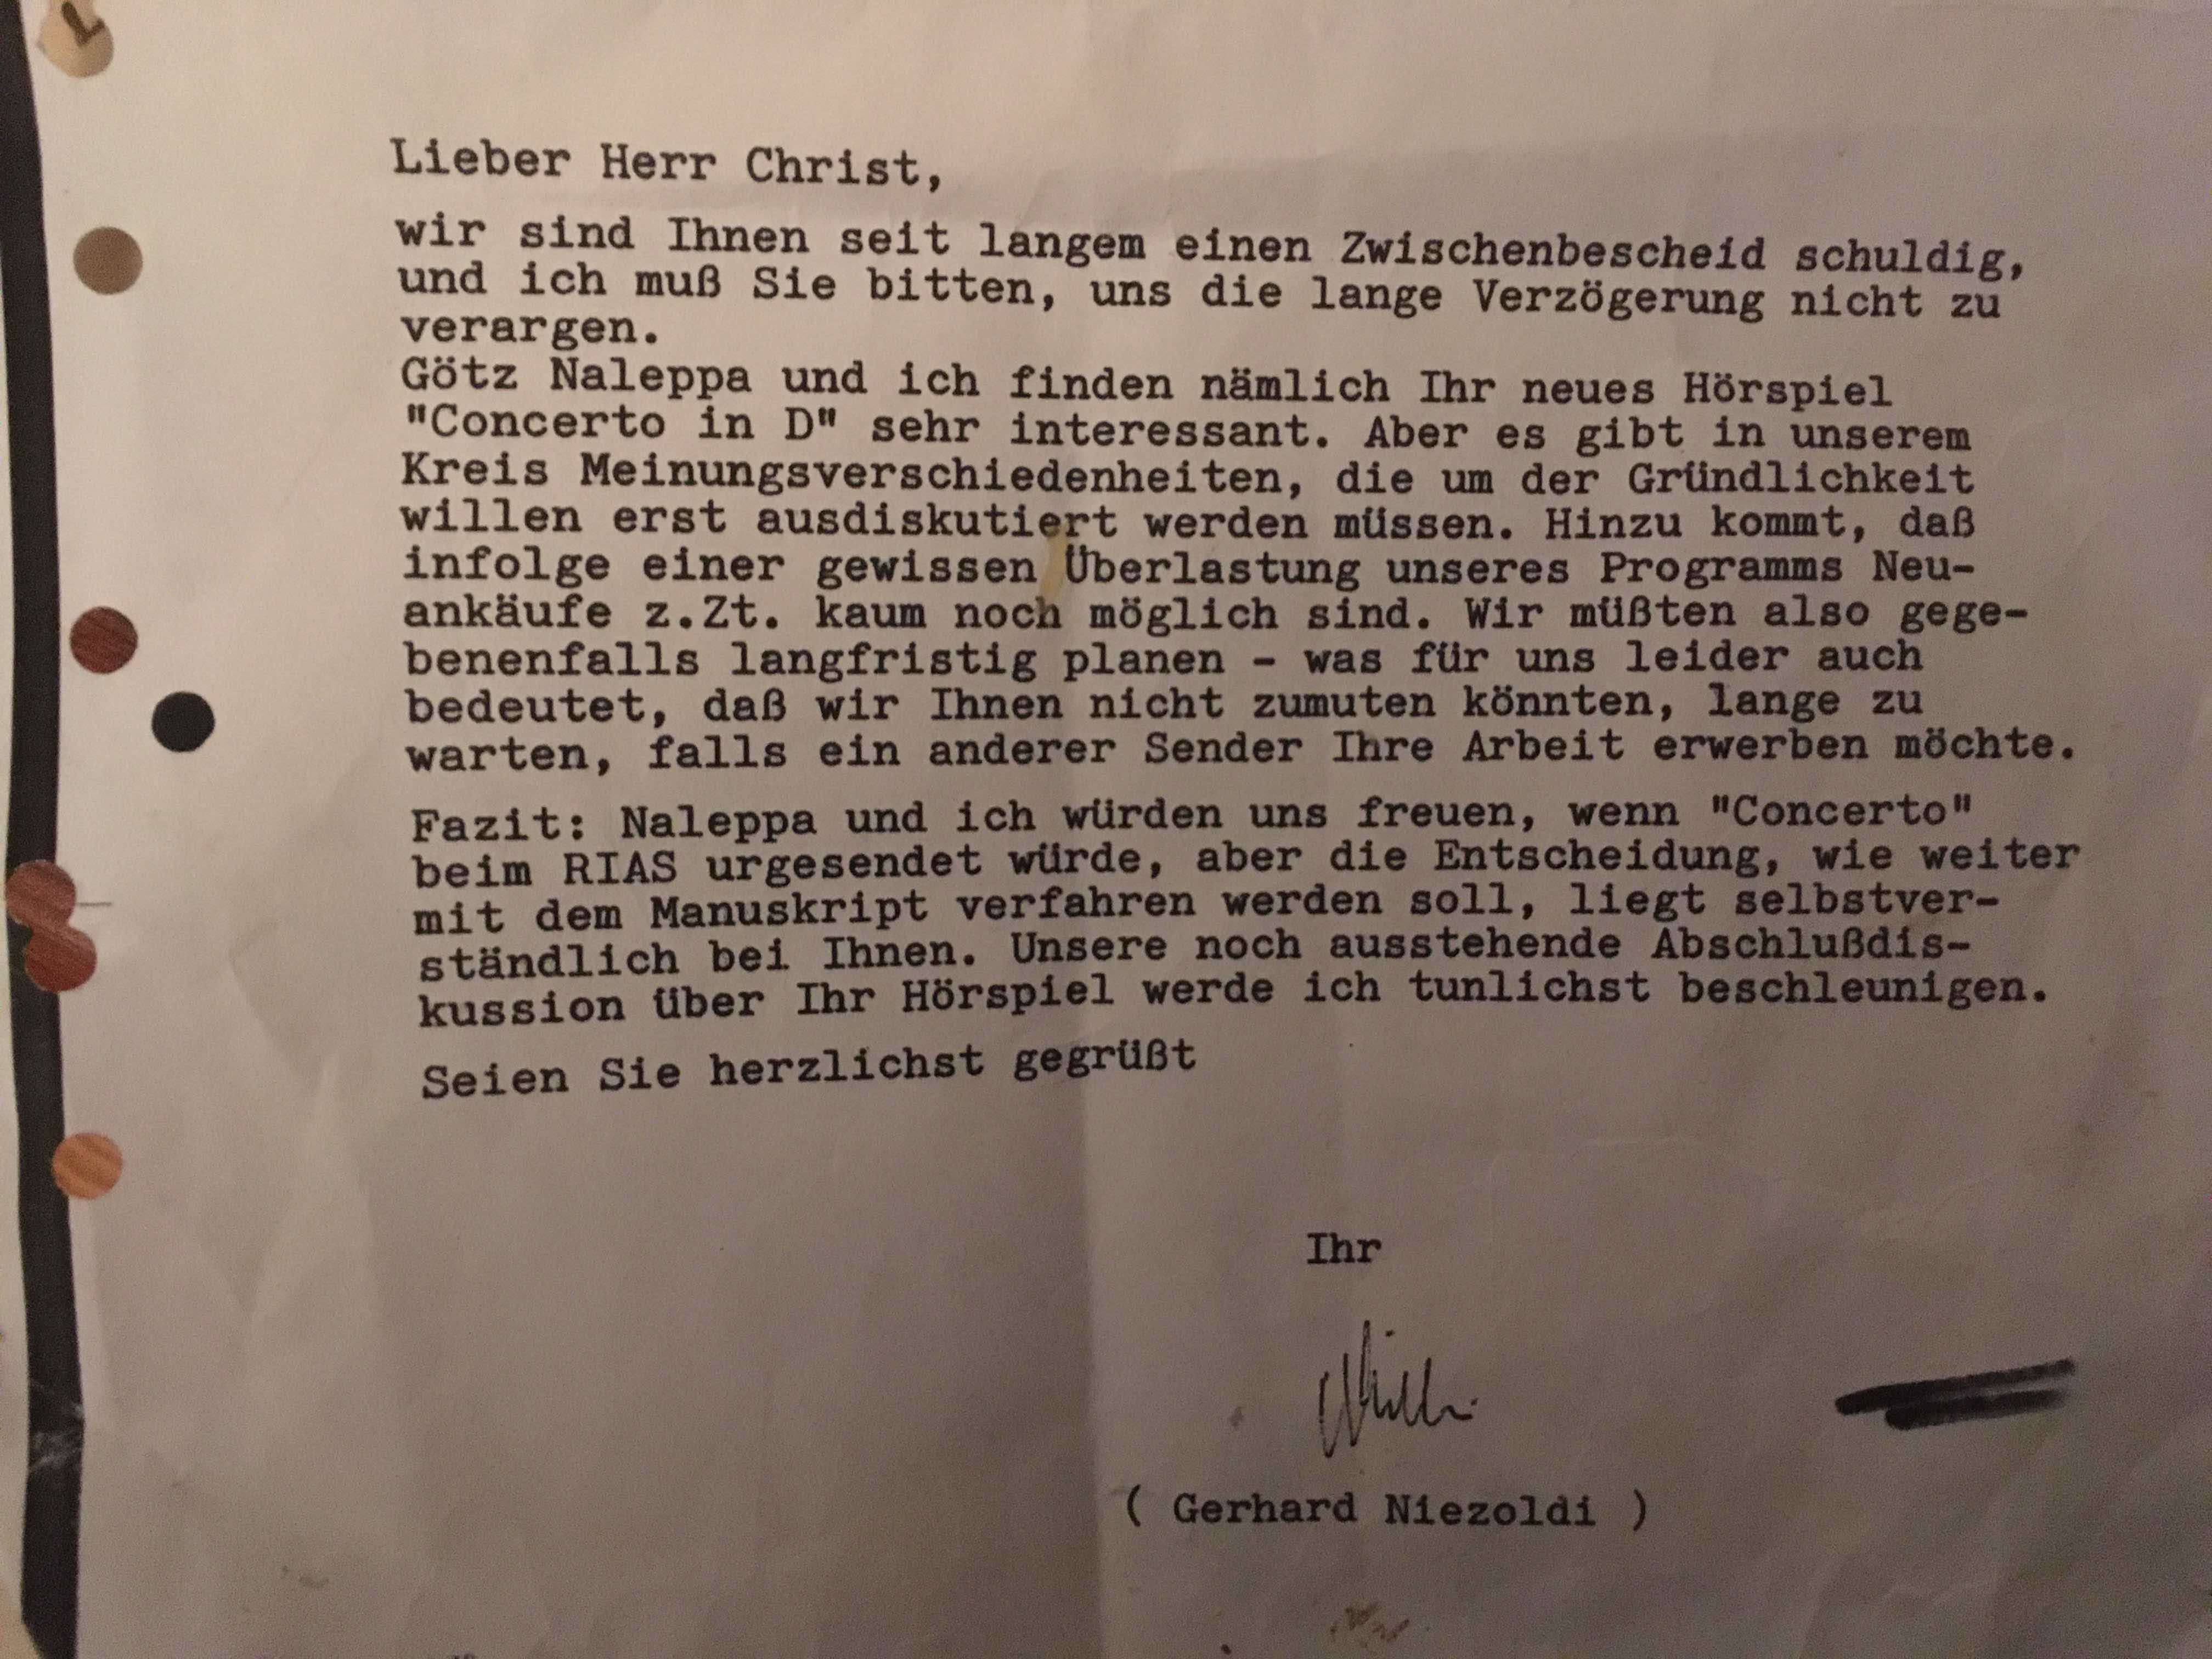 Lieber Herr Christ,
wir sind Ihnen seit langem einen Zwischenbescheid schuldig,
und ich muß Sie bitten, uns die lange Verzögerung nicht zu
verargen.
Götz Naleppa und ich finden nämlich Ihr neues Hörspiel
"Concerto in D" sehr interessant. Aber es gibt in unserem
Kreis Meinungsverschiedenheiten, die um der Gründlichkeit
willen erst ausdiskutiert werden müssen. Hinzu kommt, daß
infolge einer gewissen Überlastung unseres Programms Neu-
ankäufe z.Zt. kaum noch möglich sind. Wir müßten also gege-
benenfalls langfristig planen - was für uns leider auch
bedeutet, daß wir Ihnen nicht zumuten könnten, lange zu
warten, falls ein anderer Sender Ihre Arbeit erwerben möchte.
Fazit: Naleppa und ich würden uns freuen, wenn "Concerto"
beim RIAS urgesendet würde, aber die Entscheidung, wie weiter
mit dem Manuskript verfahren werden soll, liegt selbstver-
ständlich bei Ihnen. Unsere noch ausstehende Abschlußdis-
kussion über Ihr Hörspiel werde ich tunlichst beschleunigen.
Seien Sie herzlichst gegrüßt
Ihr
( Gerhard Niezoldi )